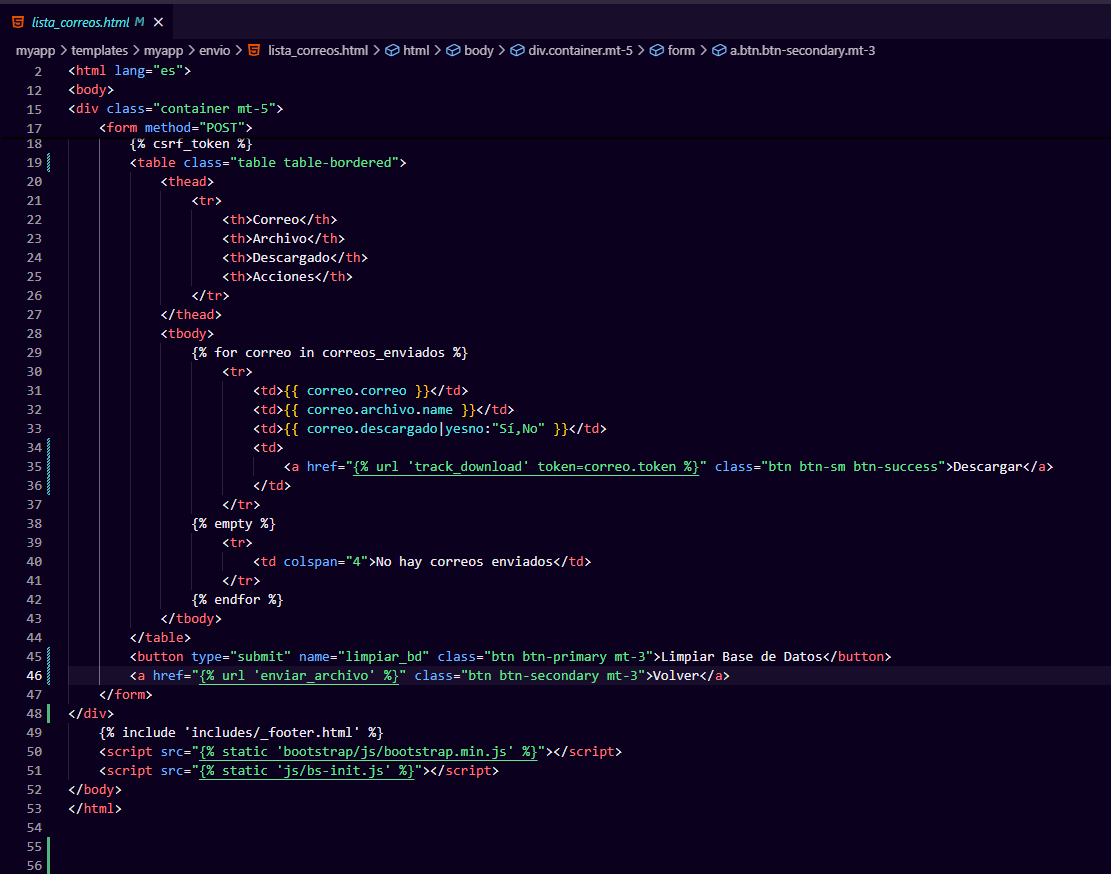 lista_correos.html M
myapp > templates > myapp > envio > lista_correos.html > html > body > div.container.mt-5 > form > a.btn.btn-secondary.mt-3
2 <html lang="es">
12 <body>
15 <div class="container mt-5">
17 <form method="POST">
18 {% csrf_token %}
19 <table class="table table-bordered">
20 <thead>
21 <tr>
22 <th>Correo</th>
23 <th>Archivo</th>
24 <th>Descargado</th>
25 <th>Acciones</th>
26 </tr>
27 </thead>
28 <tbody>
29 {% for correo in correos_enviados %}
30 <tr>
31 <td>{{ correo.correo }}</td>
32 <td>{{ correo.archivo.name }}</td>
33 <td>{{ correo.descargado|yesno:"Sí,No" }}</td>
34 <td>
35 <a href="{% url 'track_download' token=correo.token %}" class="btn btn-sm btn-success">Descargar</a>
36 </td>
37 </tr>
38 {% empty %}
39 <tr>
40 <td colspan="4">No hay correos enviados</td>
41 </tr>
42 {% endfor %}
43 </tbody>
44 </table>
45 <button type="submit" name="limpiar_bd" class="btn btn-primary mt-3">Limpiar Base de Datos</button>
46 <a href="{% url 'enviar_archivo' %}" class="btn btn-secondary mt-3">Volver</a>
47 </form>
48 </div>
49 {% include 'includes/_footer.html' %}
50 <script src="{% static 'bootstrap/js/bootstrap.min.js' %}"></script>
51 <script src="{% static 'js/bs-init.js' %}"></script>
52 </body>
53 </html>
54
55
56